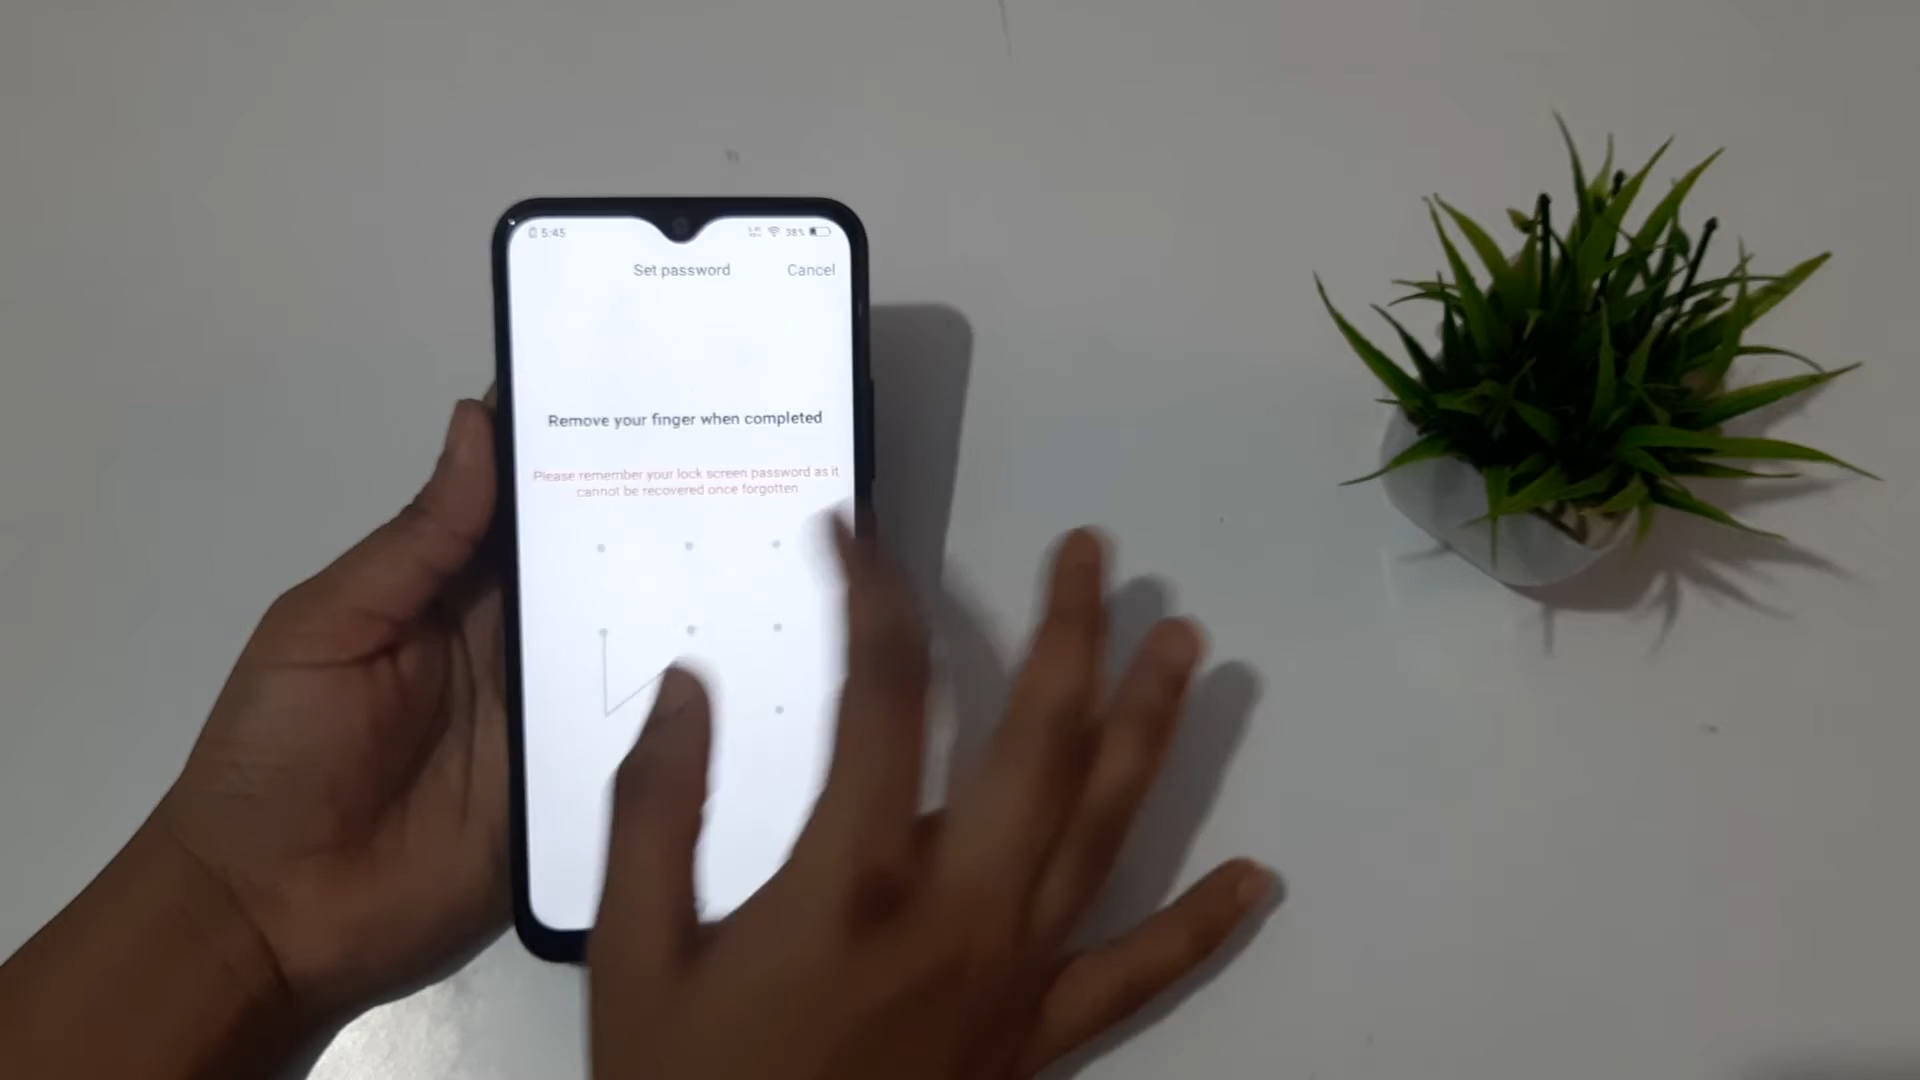 5:45
38%
Set password
Cancel
Remove your finger when completed
Please remember your lock screen password as it
cannot be recovered once forgotten